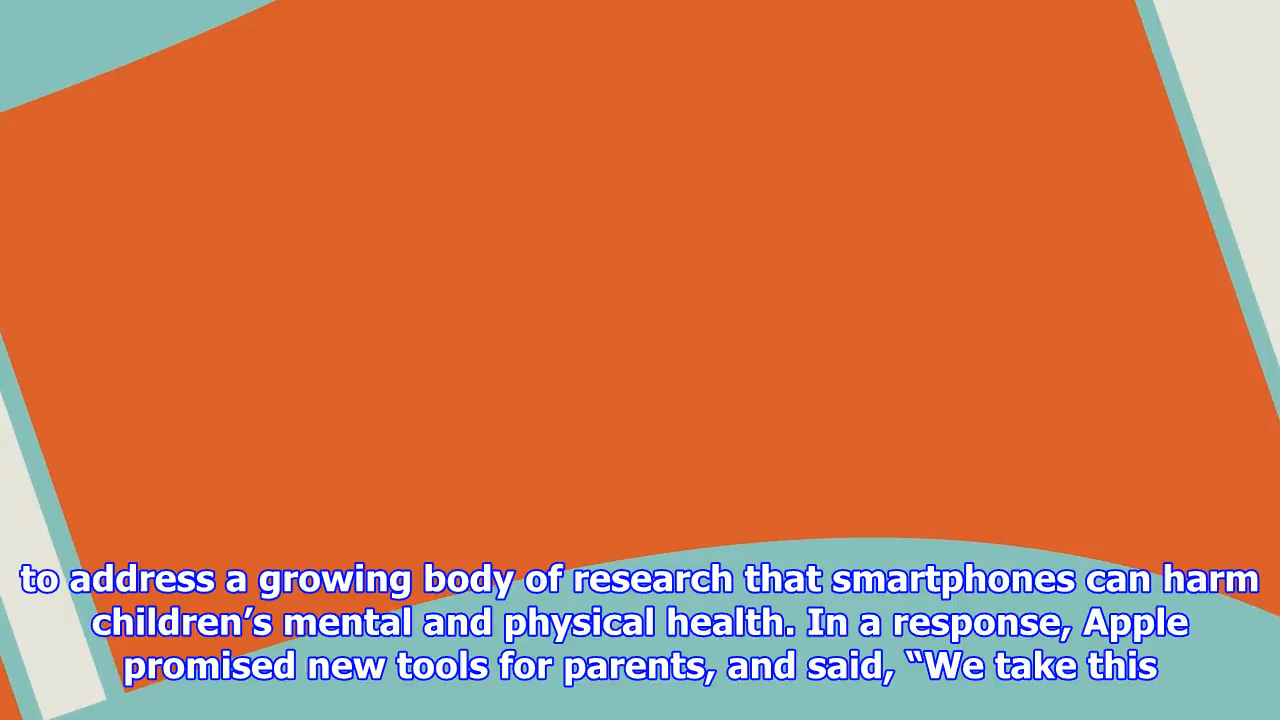 to address a growing body of research that smartphones can harm
children’s mental and physical health. In a response, Apple
promised new tools for parents, and said, “We take this